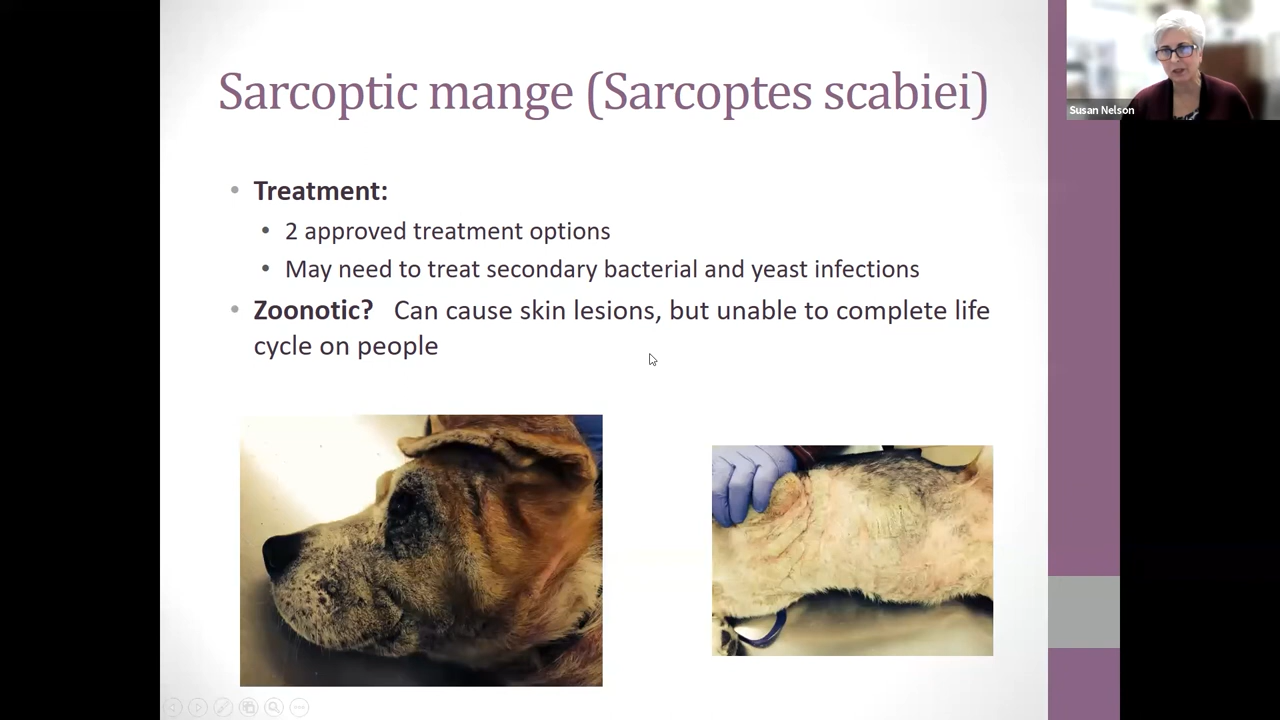 Sarcoptic mange (Sarcoptes scabiei)
Susan Nelson
• Treatment:
• 2 approved treatment options
• May need to treat secondary bacterial and yeast infections
• Zoonotic? Can cause skin lesions, but unable to complete life
cycle on people